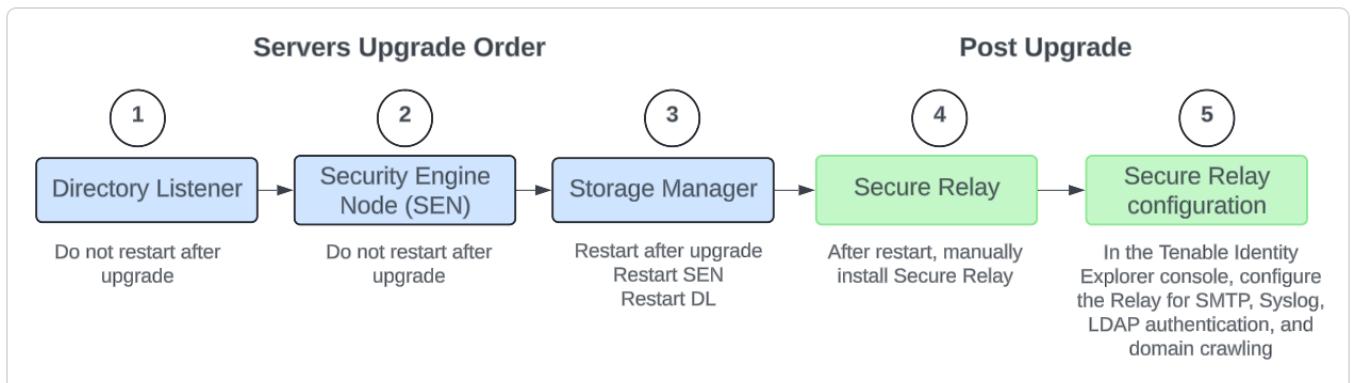 Servers Upgrade Order
Post Upgrade
1
2
3
4
5
Directory Listener
Security Engine
Node (SEN)
Storage Manager
Secure Relay
Secure Relay
configuration
Do not restart after
upgrade
Do not restart after
upgrade
Restart after upgrade
Restart SEN
Restart DL
After restart, manually
install Secure Relay
In the Tenable Identity
Explorer console, configure
the Relay for SMTP, Syslog,
LDAP authentication, and
domain crawling